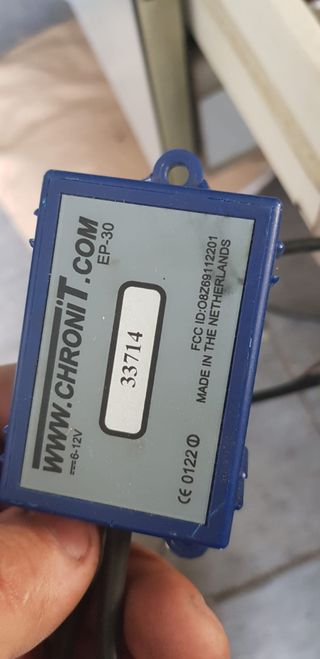 WWW.CHRONIT.COM
EP-30
⎓6-12V
33714
FCC ID:O8Z69112201
MADE IN THE NETHERLANDS
CE 0122